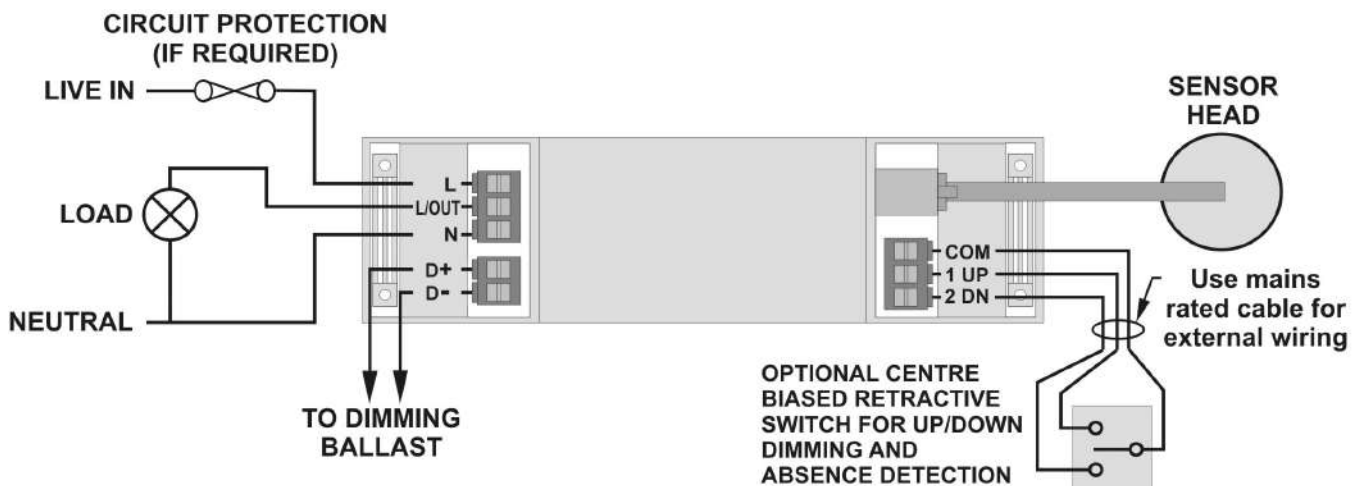 CIRCUIT PROTECTION
(IF REQUIRED)
LIVE IN
SENSOR
HEAD
L
L/OUT
LOAD
N
COM
D+
1 UP
D-
2 DN
NEUTRAL
Use mains
rated cable for
external wiring
TO DIMMING
BALLAST
OPTIONAL CENTRE
BIASED RETRACTIVE
SWITCH FOR UP/DOWN
DIMMING AND
ABSENCE DETECTION